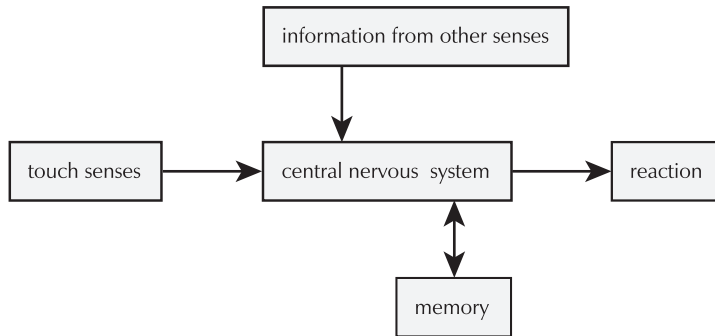 information from other senses
touch senses
central nervous system
reaction
memory